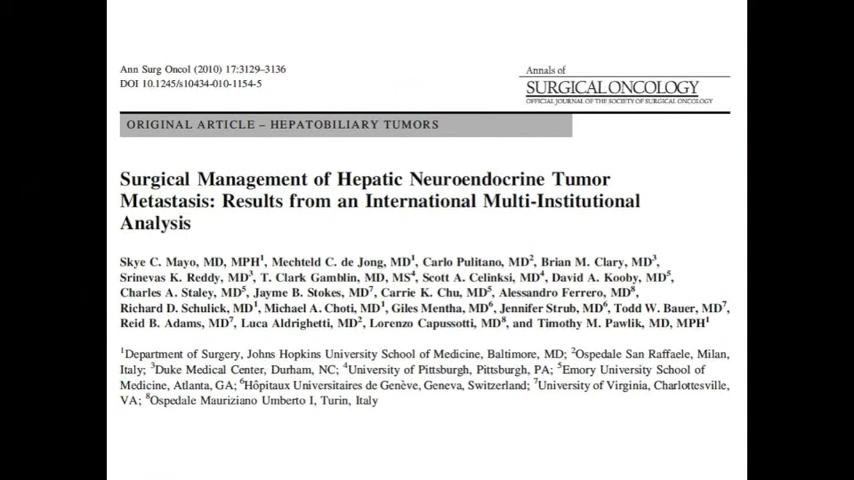 Ann Surg Oncol (2010) 17:3129–3136
DOI 10.1245/s10434-010-1154-5
Annals of
SURGICAL ONCOLOGY
OFFICIAL JOURNAL OF THE SOCIETY OF SURGICAL ONCOLOGY
ORIGINAL ARTICLE – HEPATOBILIARY TUMORS
Surgical Management of Hepatic Neuroendocrine Tumor
Metastasis: Results from an International Multi-Institutional
Analysis
Skye C. Mayo, MD, MPH¹, Mechteld C. de Jong, MD¹, Carlo Pulitano, MD², Brian M. Clary, MD³,
Srinevas K. Reddy, MD³, T. Clark Gamblin, MD, MS⁴, Scott A. Celinksi, MD⁴, David A. Kooby, MD⁵,
Charles A. Staley, MD⁵, Jayme B. Stokes, MD⁷, Carrie K. Chu, MD⁵, Alessandro Ferrero, MD⁸,
Richard D. Schulick, MD¹, Michael A. Choti, MD¹, Giles Mentha, MD⁶, Jennifer Strub, MD⁶, Todd W. Bauer, MD⁷,
Reid B. Adams, MD⁷, Luca Aldrighetti, MD², Lorenzo Capussotti, MD⁸, and Timothy M. Pawlik, MD, MPH¹
¹Department of Surgery, Johns Hopkins University School of Medicine, Baltimore, MD; ²Ospedale San Raffaele, Milan,
Italy; ³Duke Medical Center, Durham, NC; ⁴University of Pittsburgh, Pittsburgh, PA; ⁵Emory University School of
Medicine, Atlanta, GA; ⁶Hôpitaux Universitaires de Genève, Geneva, Switzerland; ⁷University of Virginia, Charlottesville,
VA; ⁸Ospedale Mauriziano Umberto I, Turin, Italy